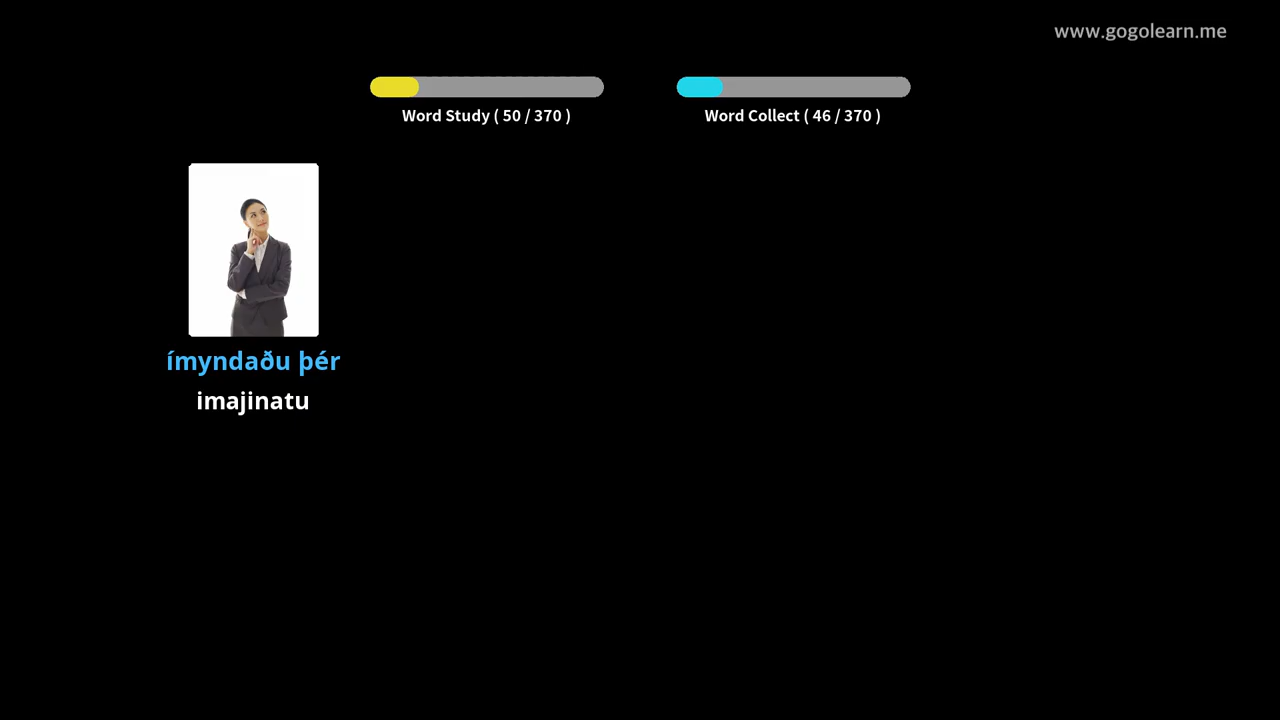 www.gogolearn.me
Word Study ( 50 / 370 )
Word Collect ( 46 / 370 )
ímyndaðu þér
imajinatu